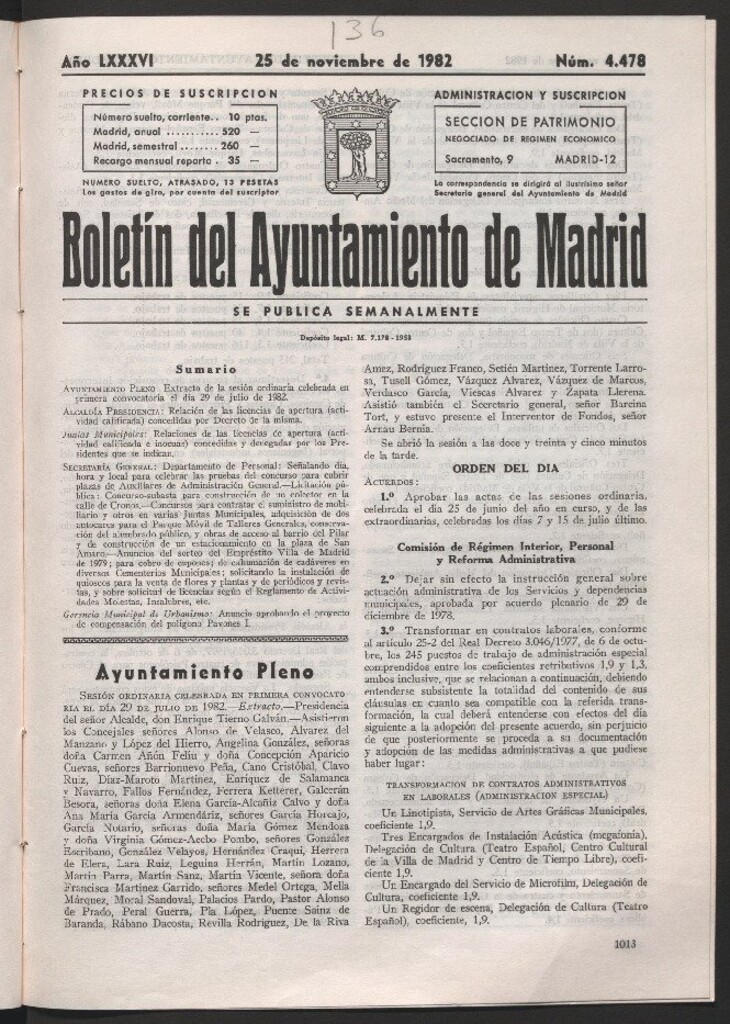 136
Año LXXXVI 25 de noviembre de 1982 Núm. 4.478
PRECIOS DE SUSCRIPCION
Número suelto, corriente.. 10 ptas.
Madrid, anual ........... 520 —
Madrid, semestral ........ 260 —
Recargo mensual reparto . 35 —
NUMERO SUELTO, ATRASADO, 13 PESETAS
Los gastos de giro, por cuenta del suscriptor
ADMINISTRACION Y SUSCRIPCION
SECCION DE PATRIMONIO
NEGOCIADO DE REGIMEN ECONOMICO
Sacramento, 9 MADRID-12
La correspondencia se dirigirá al ilustrísimo señor
Secretario general del Ayuntamiento de Madrid
Boletín del Ayuntamiento de Madrid
SE PUBLICA SEMANALMENTE
Depósito legal: M. 7.178-1953
Sumario
AYUNTAMIENTO PLENO: Extracto de la sesión ordinaria celebrada en
primera convocatoria el día 29 de julio de 1982.
ALCALDÍA PRESIDENCIA: Relación de las licencias de apertura (acti-
vidad calificada) concedidas por Decreto de la misma.
Juntas Municipales: Relaciones de las licencias de apertura (acti-
vidad calificada e inocuas) concedidas y denegadas por los Pre-
sidentes que se indican.
SECRETARÍA GENERAL: Departamento de Personal: Señalando día,
hora y local para celebrar las pruebas del concurso para cubrir
plazas de Auxiliares de Administración General.—Licitación pú-
blica: Concurso-subasta para construcción de un colector en la
calle de Cronos.—Concursos para contratar el suministro de mobi-
liario y otros en varias Juntas Municipales, adquisición de dos
autocares para el Parque Móvil de Talleres Generales, conserva-
ción del alumbrado público, y obras de acceso al barrio del Pilar
y de construcción de un estacionamiento en la plaza de San
Amaro.—Anuncios del sorteo del Empréstito Villa de Madrid
de 1979; para cobro de cupones; de exhumación de cadáveres en
diversos Cementerios Municipales; solicitando la instalación de
quioscos para la venta de flores y plantas y de periódicos y revis-
tas, y sobre solicitud de licencias según el Reglamento de Activi-
dades Molestas, Insalubres, etc.
Gerencia Municipal de Urbanismo: Anuncio aprobando el proyecto
de compensación del polígono Pavones I.
Ayuntamiento Pleno
SESIÓN ORDINARIA CELEBRADA EN PRIMERA CONVOCATO-
RIA EL DÍA 29 DE JULIO DE 1982.—Extracto.—Presidencia
del señor Alcalde, don Enrique Tierno Galván.—Asistieron
los Concejales señores Alonso de Velasco, Alvarez del
Manzano y López del Hierro, Angelina González, señoras
doña Carmen Añón Feliu y doña Concepción Aparicio
Cuevas, señores Barrionuevo Peña, Cano Cristóbal, Clavo
Ruiz, Díaz-Maroto Martínez, Enríquez de Salamanca
y Navarro, Fallos Fernández, Ferrera Ketterer, Galcerán
Besora, señoras doña Elena García-Alcañiz Calvo y doña
Ana María García Armendáriz, señores García Horcajo,
García Notario, señoras doña María Gómez Mendoza
y doña Virginia Gómez-Acebo Pombo, señores González
Escribano, González Velayos, Hernández Craqui, Herrera
de Elera, Lara Ruiz, Leguina Herrán, Martín Lozano,
Martín Parra, Martín Sanz, Martín Vicente, señora doña
Francisca Martínez Garrido, señores Medel Ortega, Mella
Márquez, Moral Sandoval, Palacios Pardo, Pastor Alonso
de Prado, Peral Guerra, Pla López, Puente Sainz de
Baranda, Rábano Dacosta, Revilla Rodríguez, De la Riva
Amez, Rodríguez Franco, Setién Martínez, Torrente Larro-
sa, Tusell Gómez, Vázquez Alvarez, Vázquez de Marcos,
Verdasco García, Viescas Alvarez y Zapata Llerena.
Asistió también el Secretario general, señor Barcina
Tort, y estuvo presente el Interventor de Fondos, señor
Arnau Bernia.
Se abrió la sesión a las doce y treinta y cinco minutos
de la tarde.
ORDEN DEL DIA
ACUERDOS:
1.º Aprobar las actas de las sesiones ordinaria,
celebrada el día 25 de junio del año en curso, y de las
extraordinarias, celebradas los días 7 y 15 de julio último.
Comisión de Régimen Interior, Personal
y Reforma Administrativa
2.º Dejar sin efecto la instrucción general sobre
actuación administrativa de los Servicios y dependencias
municipales, aprobada por acuerdo plenario de 29 de
diciembre de 1978.
3.º Transformar en contratos laborales, conforme
al artículo 25-2 del Real Decreto 3.046/1977, de 6 de octu-
bre, los 245 puestos de trabajo de administración especial
comprendidos entre los coeficientes retributivos 1,9 y 1,3,
ambos inclusive, que se relacionan a continuación, debiendo
entenderse subsistente la totalidad del contenido de sus
cláusulas en cuanto sea compatible con la referida trans-
formación, la cual deberá entenderse con efectos del día
siguiente a la adopción del presente acuerdo, sin perjuicio
de que posteriormente se proceda a su documentación
y adopción de las medidas administrativas a que pudiese
haber lugar:
TRANSFORMACION DE CONTRATOS ADMINISTRATIVOS
EN LABORALES (ADMINISTRACION ESPECIAL)
Un Linotipista, Servicio de Artes Gráficas Municipales,
coeficiente 1,9.
Tres Encargados de Instalación Acústica (megafonía),
Delegación de Cultura (Teatro Español, Centro Cultural
de la Villa de Madrid y Centro de Tiempo Libre), coefi-
ciente 1,9.
Un Encargado del Servicio de Microfilm, Delegación de
Cultura, coeficiente 1,9.
Un Regidor de escena, Delegación de Cultura (Teatro
Español), coeficiente, 1,9.
1013